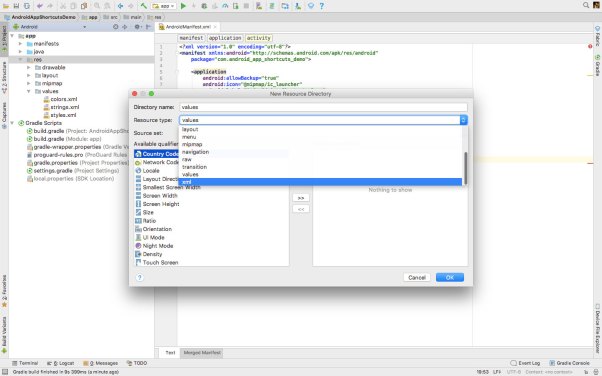 AndroidAppShortcutsDemo app src main res
app
Android
AndroidManifest.xml
app
manifests
java
res
drawable
layout
mipmap
values
colors.xml
strings.xml
styles.xml
Gradle Scripts
build.gradle (Project: AndroidAppSho
build.gradle (Module: app)
gradle-wrapper.properties (Gradle
proguard-rules.pro (ProGuard Rules
gradle.properties (Project Properties
settings.gradle (Project Settings)
local.properties (SDK Location)
1: Project
Z: Structure
Captures
2: Favorites
Build Variants
manifest application activity
<?xml version="1.0" encoding="utf-8"?>
<manifest xmlns:android="http://schemas.android.com/apk/res/android"
package="com.android_app_shortcuts_demo">
<application
android:allowBackup="true"
android:icon="@mipmap/ic_launcher"
New Resource Directory
Directory name: values
Resource type: values
layout
menu
mipmap
navigation
raw
transition
values
xml
Source set:
Available qualifie
Country Code
Network Code
Locale
Layout Direct
Smallest Screen Width
Screen Width
Screen Height
Size
Ratio
Orientation
UI Mode
Night Mode
Density
Touch Screen
>>
<<
Nothing to show
?
Cancel
OK
Fabric
Gradle
Device File Explorer
Text Merged Manifest
Terminal 6: Logcat 0: Messages TODO
Event Log Gradle Console
Gradle build finished in 9s 399ms (a minute ago)
UTF-8 Context: <no context>